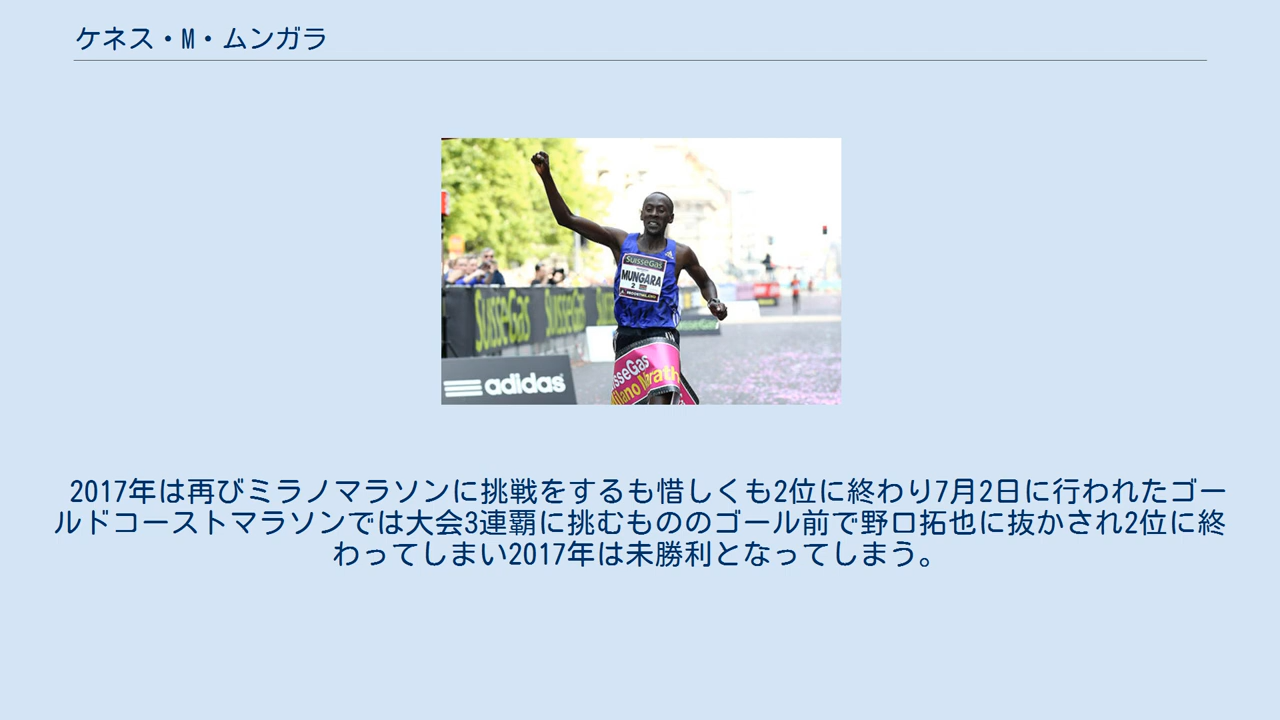 ケネス・M・ムンガラ
SuisseGas
MUNGARA
2
SuisseGas
SuisseGas
adidas
isseGas
ilano Marath
2017年は再びミラノマラソンに挑戦をするも惜しくも2位に終わり7月2日に行われたゴー
ルドコーストマラソンでは大会3連覇に挑むもののゴール前で野口拓也に抜かされ2位に終
わってしまい2017年は未勝利となってしまう。